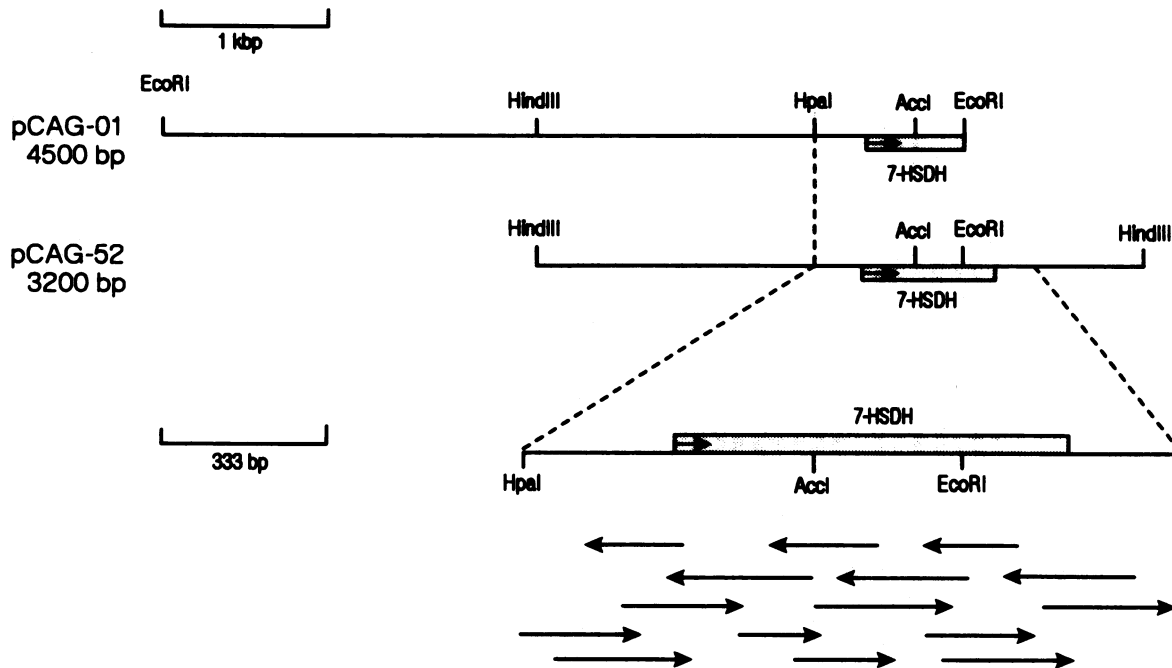 1 kbp
EcoRI
HindIII
HpaI
AccI
EcoRI
pCAG-01
4500 bp
7-HSDH
HindIII
AccI
EcoRI
HindIII
pCAG-52
3200 bp
7-HSDH
7-HSDH
333 bp
HpaI
AccI
EcoRI